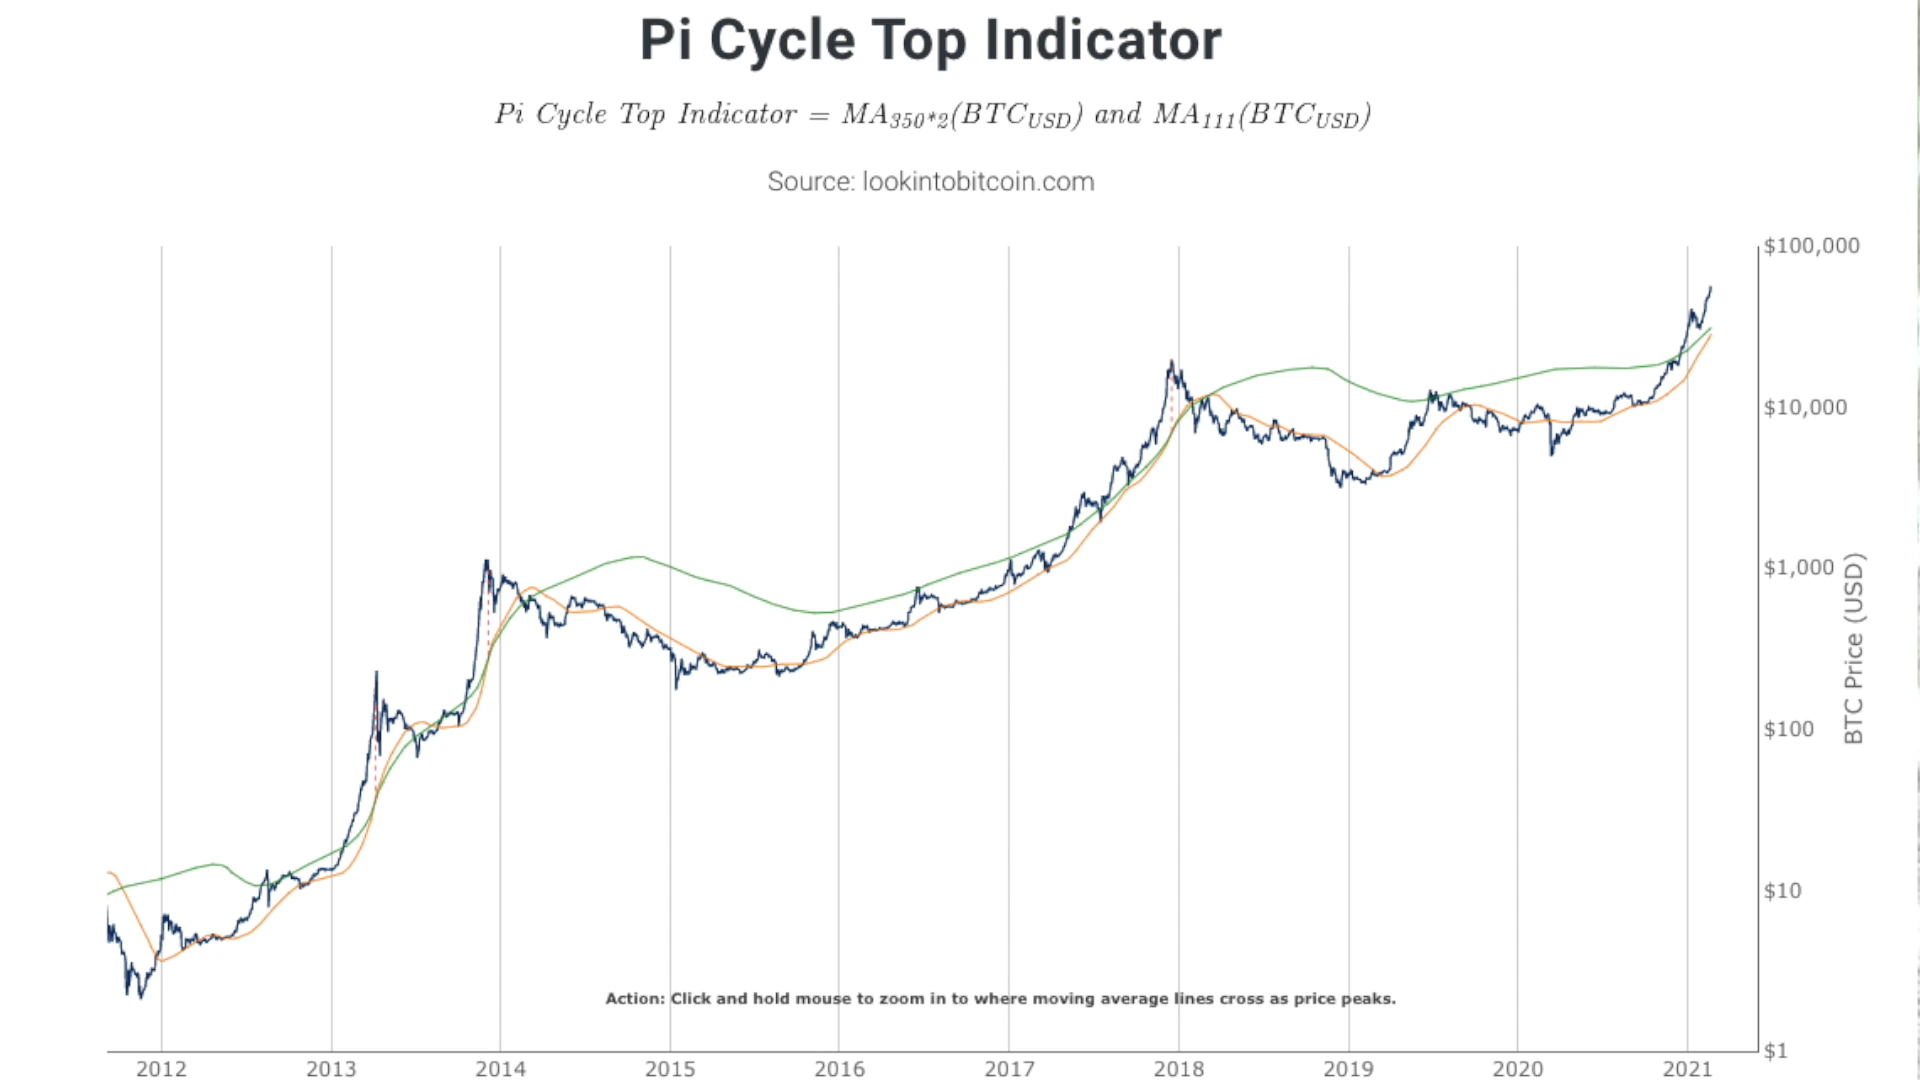 Pi Cycle Top Indicator
Pi Cycle Top Indicator = MA350*2(BTCUSD) and MA111(BTCUSD)
Source: lookintobitcoin.com
$100,000
$10,000
$1,000
$100
$10
$1
BTC Price (USD)
Action: Click and hold mouse to zoom in to where moving average lines cross as price peaks.
2012 2013 2014 2015 2016 2017 2018 2019 2020 2021